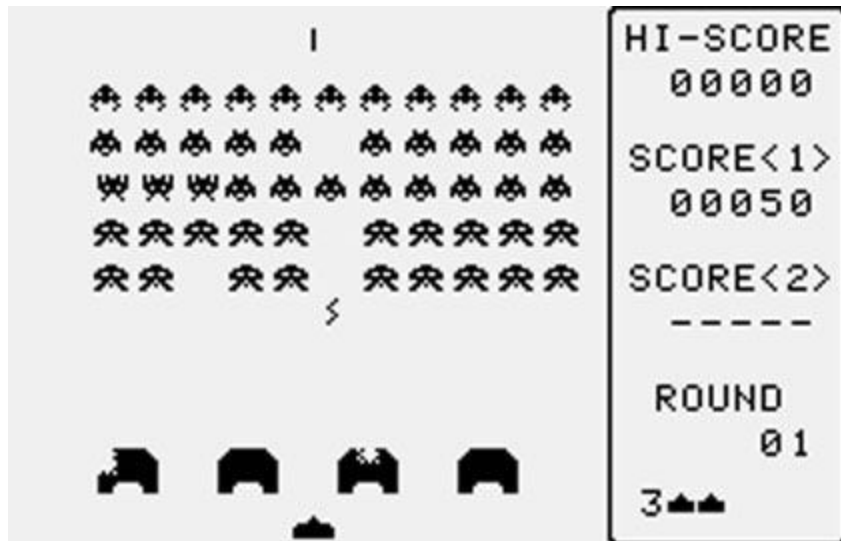 HI-SCORE
00000
SCORE<1>
00050
SCORE<2>
-----
ROUND
01
3